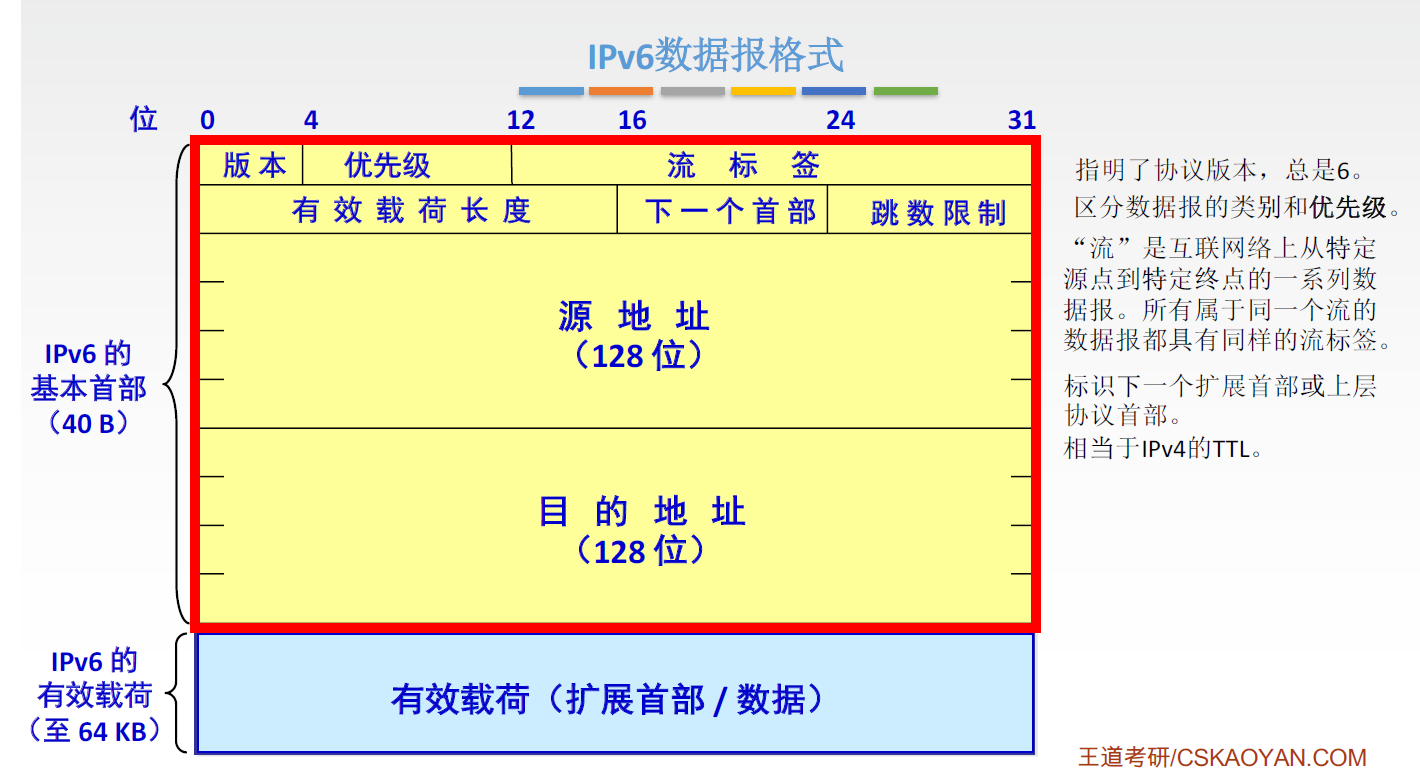 IPv6数据报格式
位 0 4 12 16 24 31
版本 优先级 流标签
有效载荷长度 下一个首部 跳数限制
源地址
（128 位）
目的地址
（128 位）
IPv6 的
基本首部
（40 B）
IPv6 的
有效载荷
（至 64 KB）
有效载荷（扩展首部 / 数据）
指明了协议版本，总是6。
区分数据报的类别和优先级。
“流”是互联网络上从特定
源点到特定终点的一系列数
据报。所有属于同一个流的
数据报都具有同样的流标签。
标识下一个扩展首部或上层
协议首部。
相当于IPv4的TTL。
王道考研/CSKAOYAN.COM